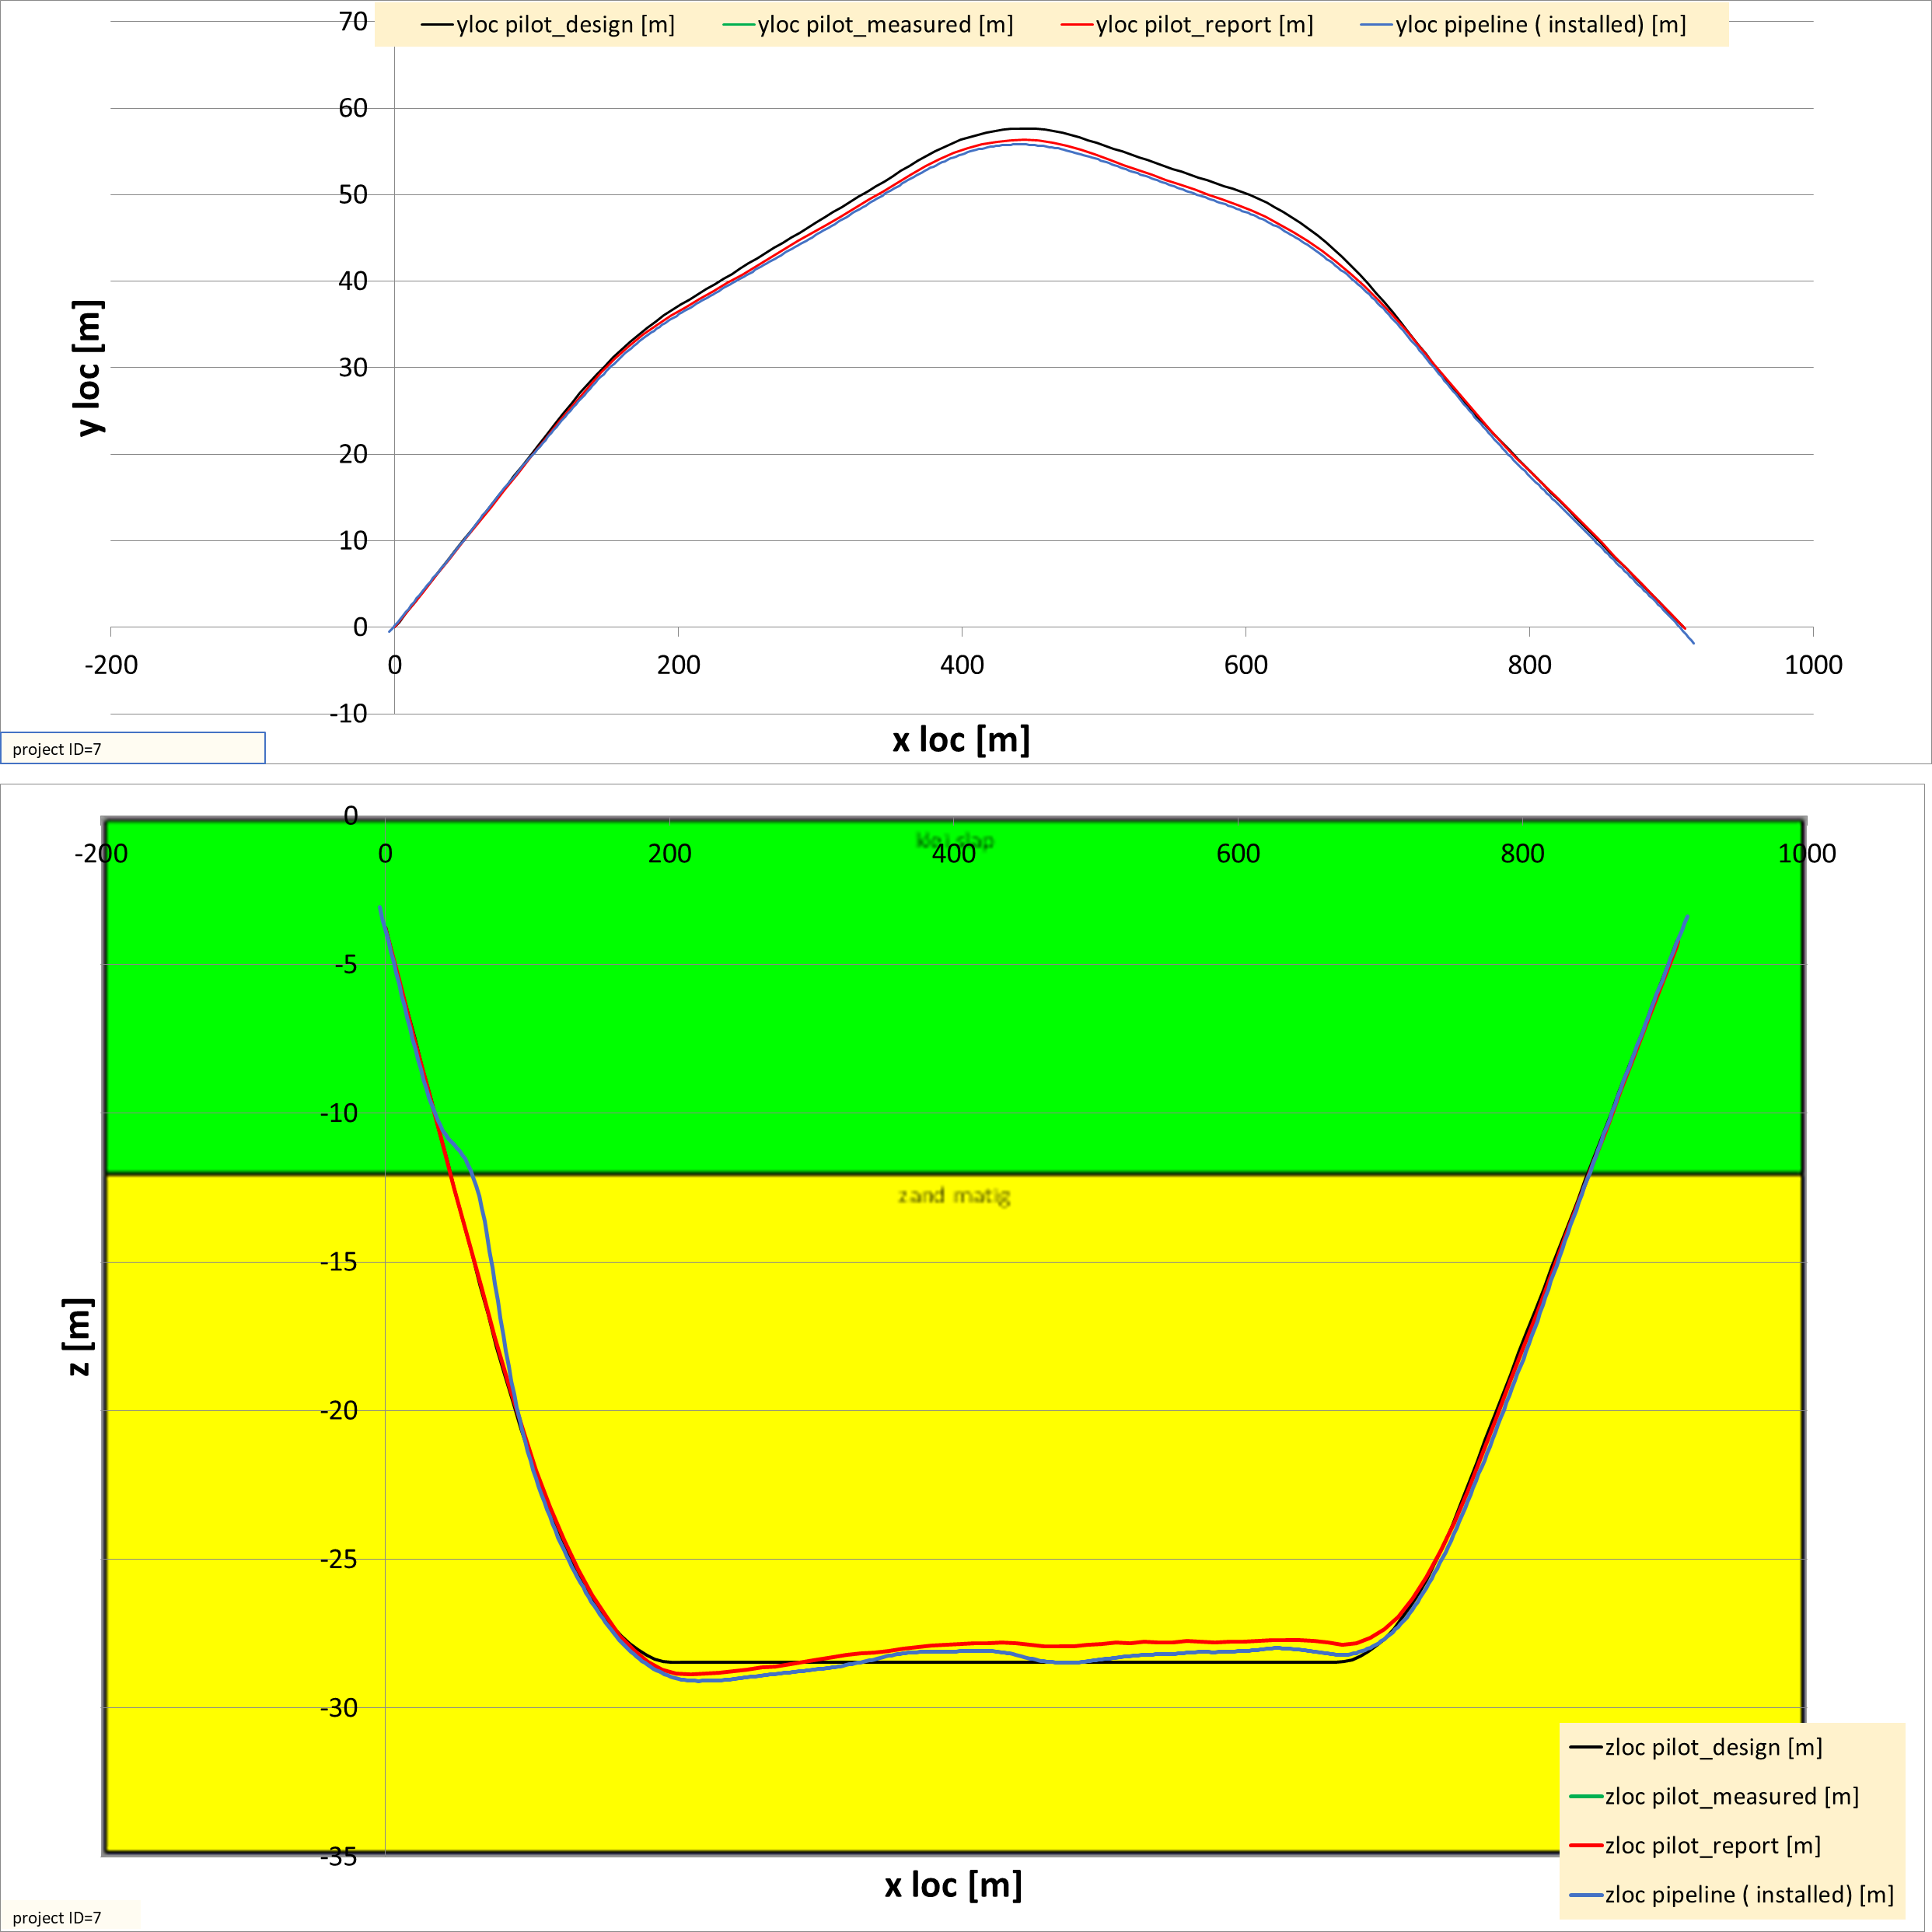 yloc pilot_design [m] yloc pilot_measured [m] yloc pilot_report [m] yloc pipeline ( installed) [m]
70
60
50
40
30
20
10
0
-10
-200 0 200 400 600 800 1000
y loc [m]
x loc [m]
project ID=7
0
-200 0 200 400 600 800 1000
slap
-5
-10
zand matig
-15
-20
-25
-30
-35
z [m]
x loc [m]
zloc pilot_design [m]
zloc pilot_measured [m]
zloc pilot_report [m]
zloc pipeline ( installed) [m]
project ID=7